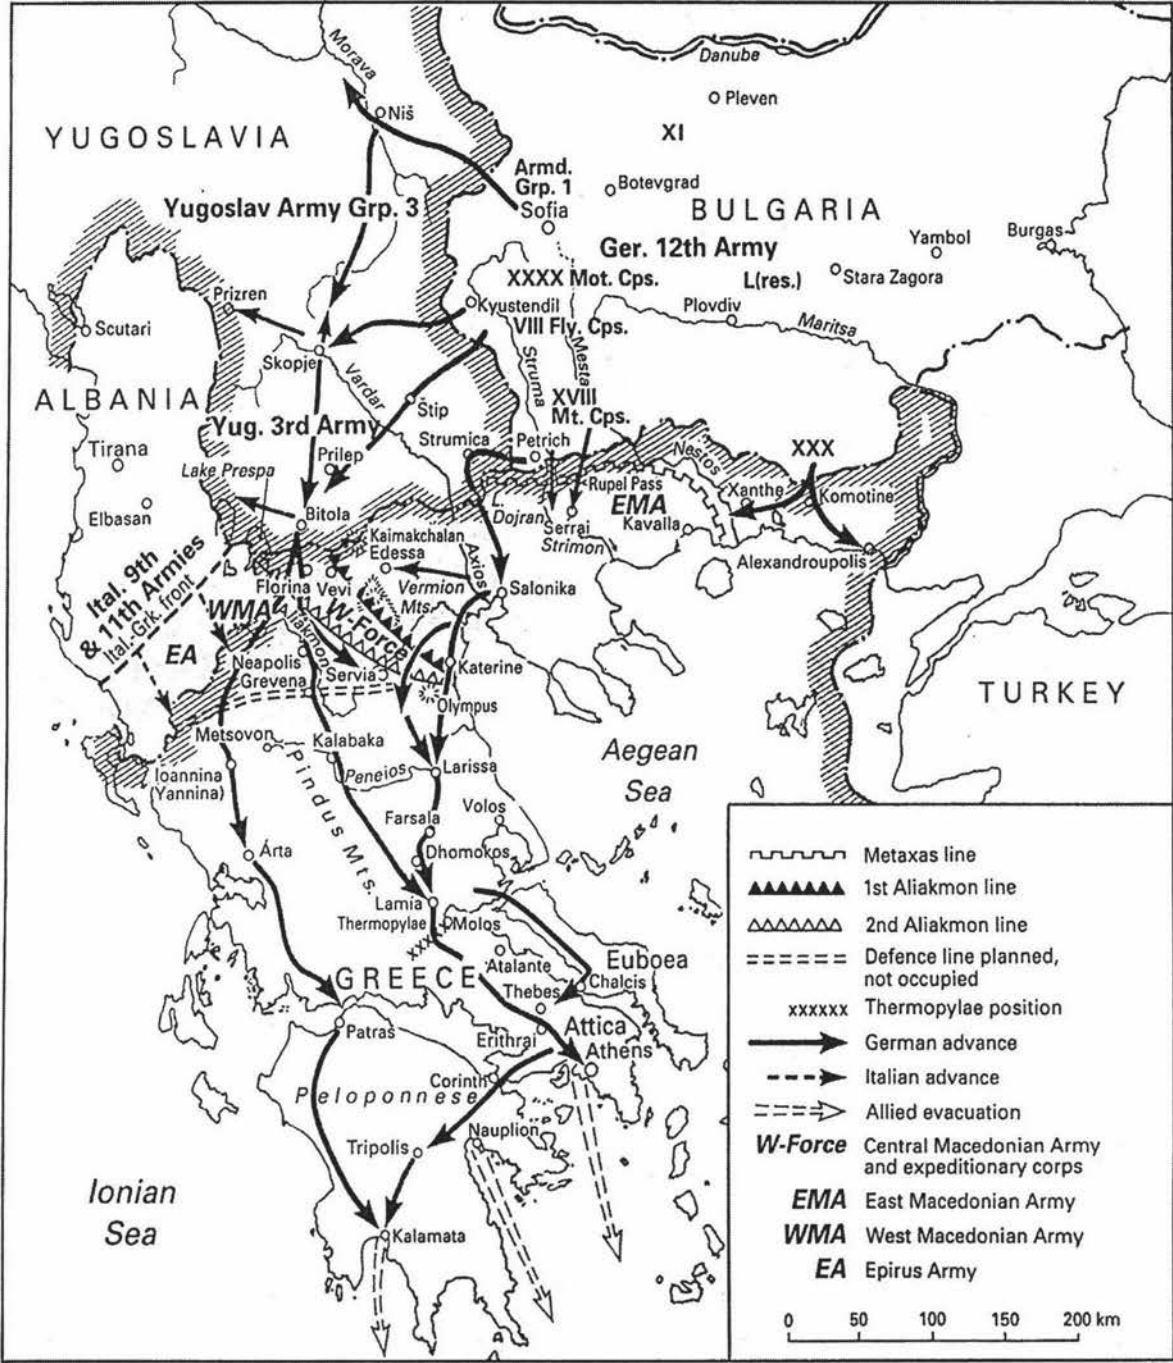 Morava
Danube
Niš
Pleven
YUGOSLAVIA
XI
Armd.
Grp. 1
Sofia
Botevgrad
BULGARIA
Yugoslav Army Grp. 3
Ger. 12th Army
Yambol
Burgas
XXXX Mot. Cps.
L(res.)
Stara Zagora
Prizren
Kyustendil
Plovdiv
Maritsa
Scutari
VIII Fly. Cps.
Skopje
Struma
Mesta
Vardar
ALBANIA
XVIII
Mt. Cps.
Štip
Yug. 3rd Army
Tirana
Strumica
Petrich
Nestos
XXX
Prilep
Lake Prespa
Rupel Pass
Xanthe
Komotine
Elbasan
Bitola
Dojran
EMA
Serrai
Kavalla
Strimon
Kaimakchalan
Edessa
Axios
Alexandroupolis
Ital. 9th
& 11th Armies
Ital.-Grk. front
Florina
Vevi
Vermion
Mts.
Salonika
WMA
W-Force
Aliakmon
EA
Neapolis
Grevena
Servia
Katerine
Olympus
TURKEY
Metsovon
Kalabaka
Aegean
Sea
Ioannina
(Yannina)
Pindus Mts.
Peneios
Larissa
Volos
Farsala
Árta
Dhomokos
Lamia
Thermopylae
Molos
Atalante
Euboea
GREECE
Chalcis
Thebes
Patras
Erithrai
Attica
Athens
Corinth
Peloponnese
Nauplion
Tripolis
Ionian
Sea
Kalamata
Metaxas line
1st Aliakmon line
2nd Aliakmon line
Defence line planned,
not occupied
xxxxxx Thermopylae position
German advance
Italian advance
Allied evacuation
W-Force Central Macedonian Army
and expeditionary corps
EMA East Macedonian Army
WMA West Macedonian Army
EA Epirus Army
0 50 100 150 200 km